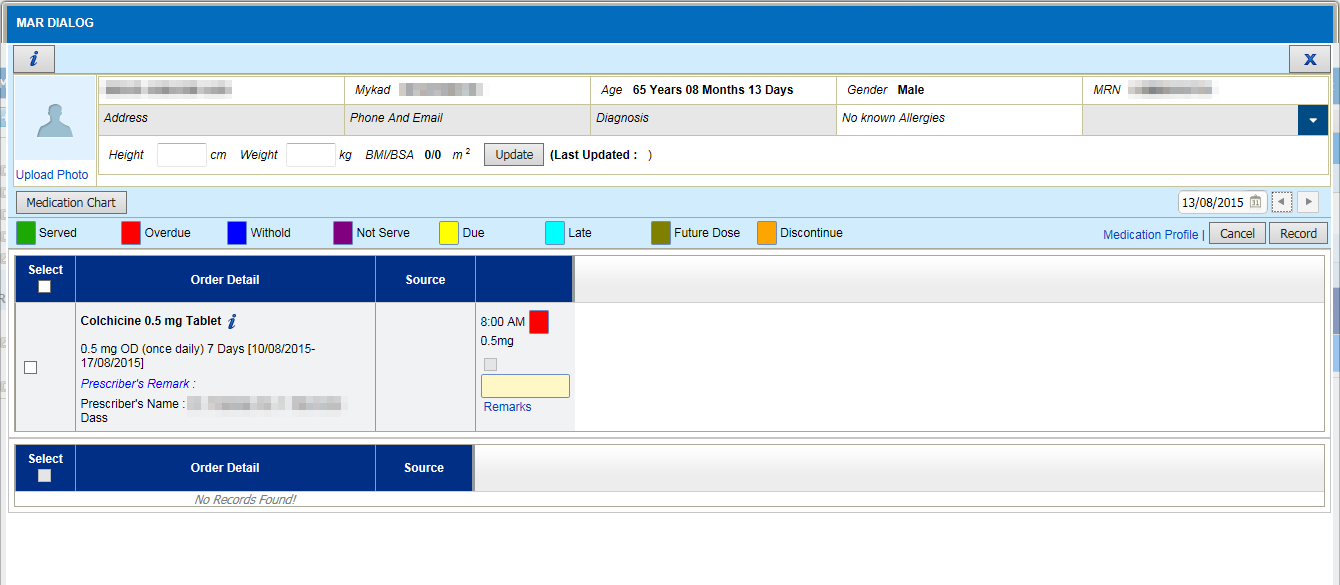 MAR DIALOG
i X
Mykad Age 65 Years 08 Months 13 Days Gender Male MRN
Address Phone And Email Diagnosis No known Allergies
Height cm Weight kg BMI/BSA 0/0 m 2 Update (Last Updated : )
Upload Photo
Medication Chart 13/08/2015
Served Overdue Withold Not Serve Due Late Future Dose Discontinue Medication Profile | Cancel Record
Select Order Detail Source
Colchicine 0.5 mg Tablet i 8:00 AM
0.5mg
0.5 mg OD (once daily) 7 Days [10/08/2015-
17/08/2015]
Prescriber's Remark :
Prescriber's Name :
Dass
Remarks
Select Order Detail Source
No Records Found!